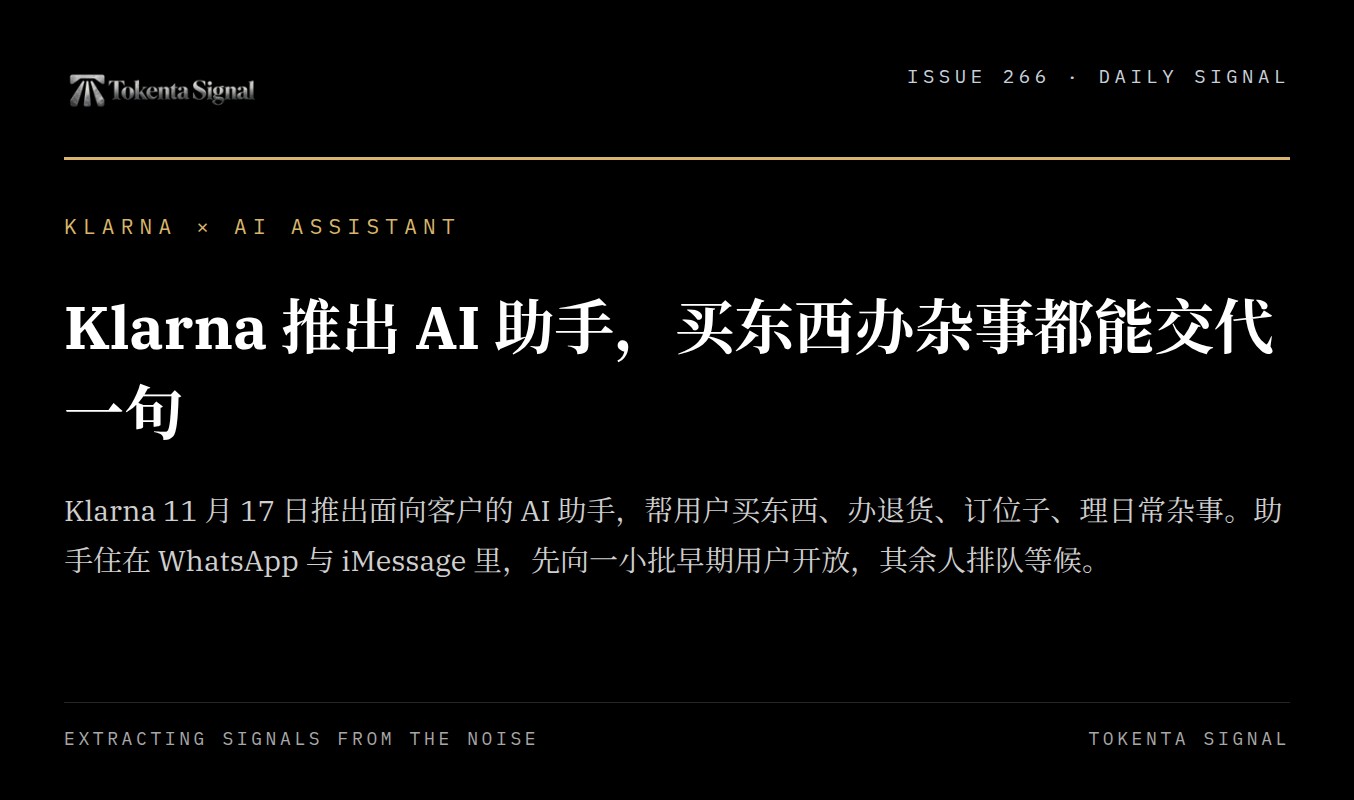 Tokenta Signal
ISSUE 266 · DAILY SIGNAL
KLARNA × AI ASSISTANT
Klarna 推出 AI 助手，买东西办杂事都能交代
一句
Klarna 11 月 17 日推出面向客户的 AI 助手，帮用户买东西、办退货、订位子、理日常杂事。助
手住在 WhatsApp 与 iMessage 里，先向一小批早期用户开放，其余人排队等候。
EXTRACTING SIGNALS FROM THE NOISE
TOKENTA SIGNAL